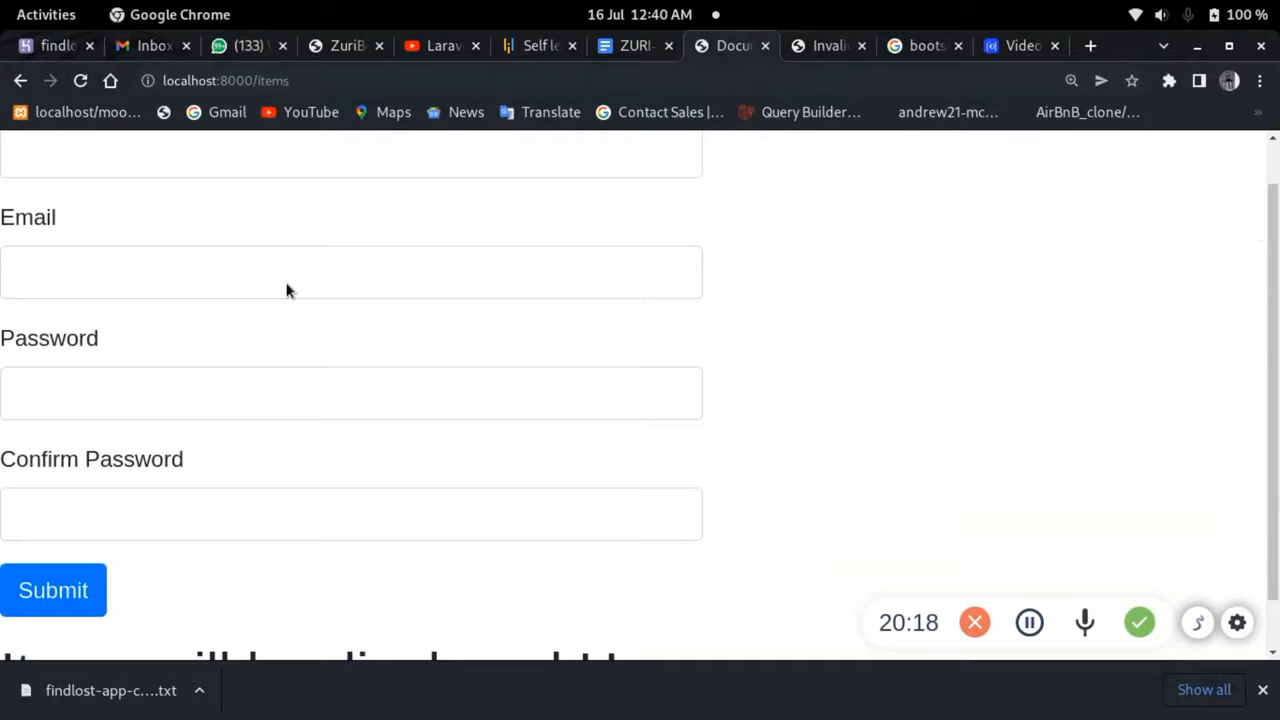 Activities Google Chrome 16 Jul 12:40 AM 100 %
findlo Inbox (133) ZuriB Larav Self le ZURI- Docu Invali boots Video
localhost:8000/items
localhost/moo... Gmail YouTube Maps News Translate Contact Sales |... Query Builder... andrew21-mc... AirBnB_clone/... »
Email
Password
Confirm Password
Submit
20:18
findlost-app-c....txt Show all